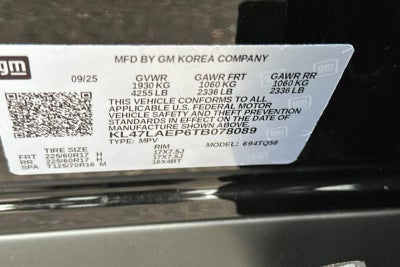 gm
MFD BY GM KOREA COMPANY
09/25 GVWR GAWR FRT GAWR RR
1930 KG 1060 KG 1060 KG
4255 LB 2336 LB 2336 LB
THIS VEHICLE CONFORMS TO ALL
APPLICABLE U.S. FEDERAL MOTOR
VEHICLE SAFETY AND THEFT PREVENTION
STANDARDS IN EFFECT ON THE DATE OF
MANUFACTURE SHOWN ABOVE.
KL47LAEP6TB078089
TYPE: MPV MODEL: 694TQ58
TIRE SIZE RIM
FRT 225/60R17 H 17X7.5J
RR 225/60R17 H 17X7.5J
SPA T125/70R16 M 16X4BT
gm